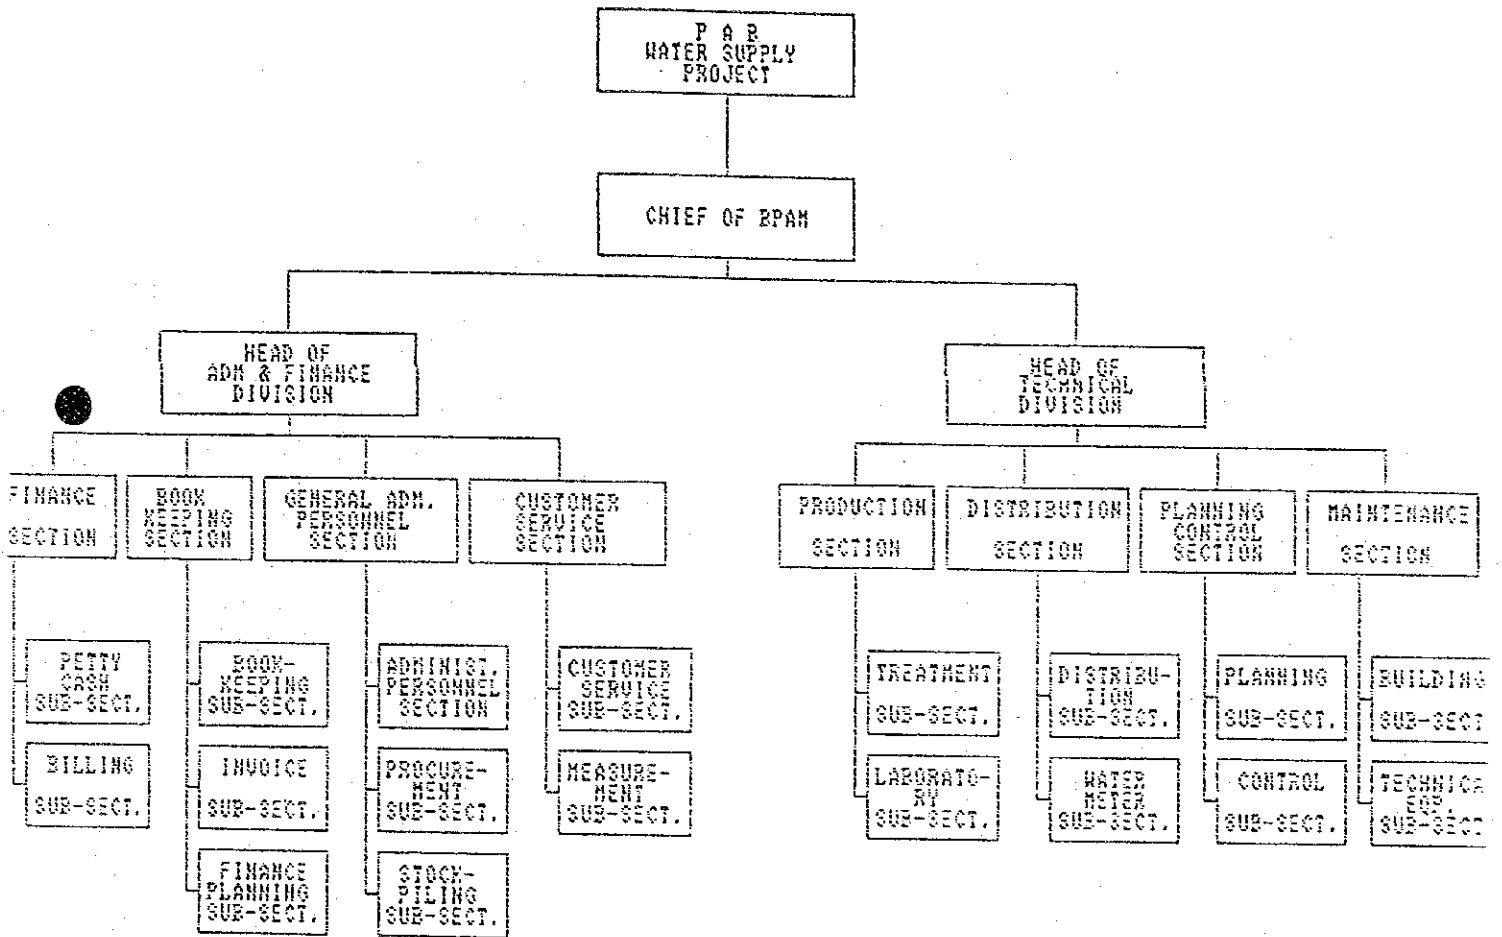 P A B
WATER SUPPLY
PROJECT
CHIEF OF BPAM
HEAD OF
ADM & FINANCE
DIVISION
HEAD OF
TECHNICAL
DIVISION
FINANCE
SECTION
BOOK
KEEPING
SECTION
GENERAL ADM.
PERSONNEL
SECTION
CUSTOMER
SERVICE
SECTION
PRODUCTION
SECTION
DISTRIBUTION
SECTION
PLANNING
CONTROL
SECTION
MAINTENANCE
SECTION
PETTY
CASH
SUB-SECT.
BOOK-
KEEPING
SUB-SECT.
ADMINIST.
PERSONNEL
SECTION
CUSTOMER
SERVICE
SUB-SECT.
TREATMENT
SUB-SECT.
DISTRIBU-
TION
SUB-SECT.
PLANNING
SUB-SECT.
BUILDING
SUB-SECT
BILLING
SUB-SECT.
INVOICE
SUB-SECT.
PROCURE-
MENT
SUB-SECT.
MEASURE-
MENT
SUB-SECT.
LABORATO-
RY
SUB-SECT.
WATER
METER
SUB-SECT.
CONTROL
SUB-SECT.
TECHNICA
EQP.
SUB-SECT
FINANCE
PLANNING
SUB-SECT.
STOCK-
PILING
SUB-SECT.